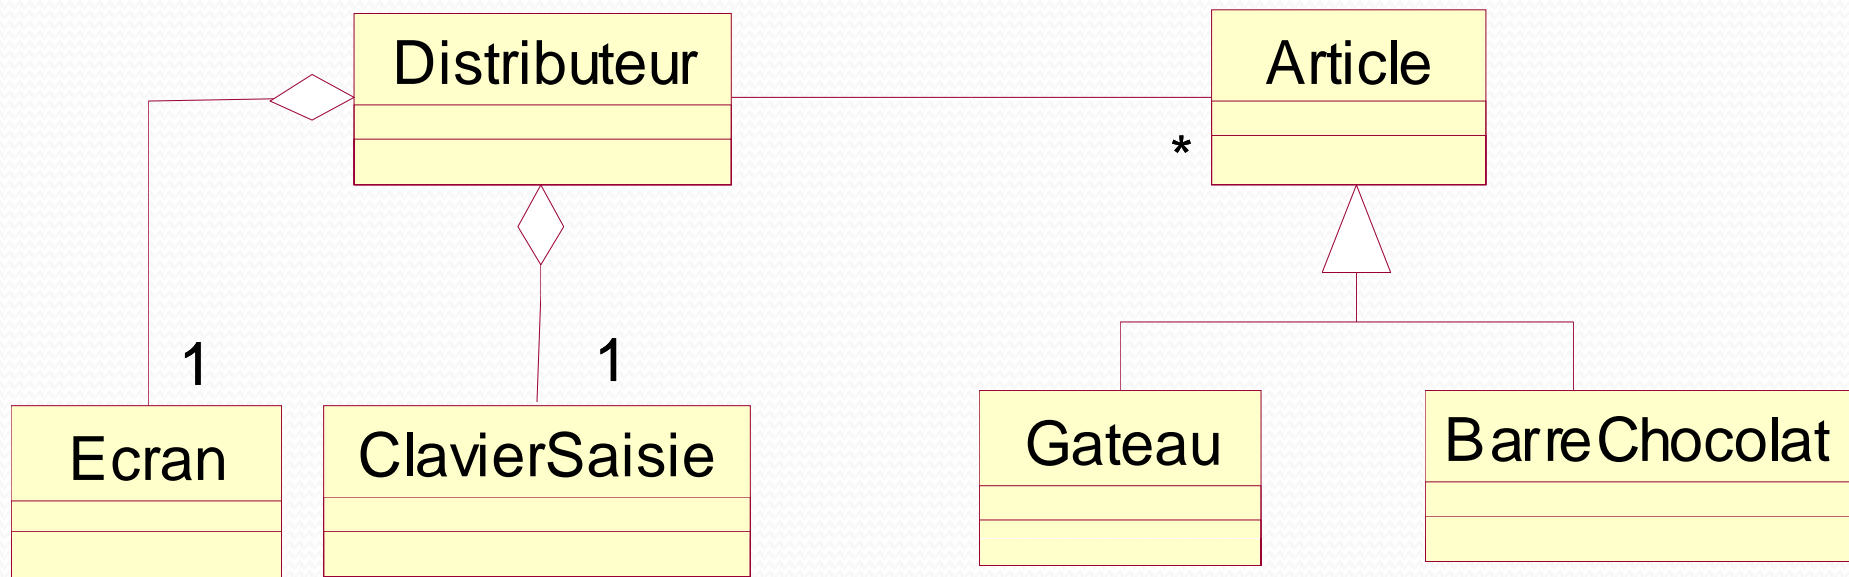 Distributeur
Article
*
1
1
Ecran
ClavierSaisie
Gateau
BarreChocolat